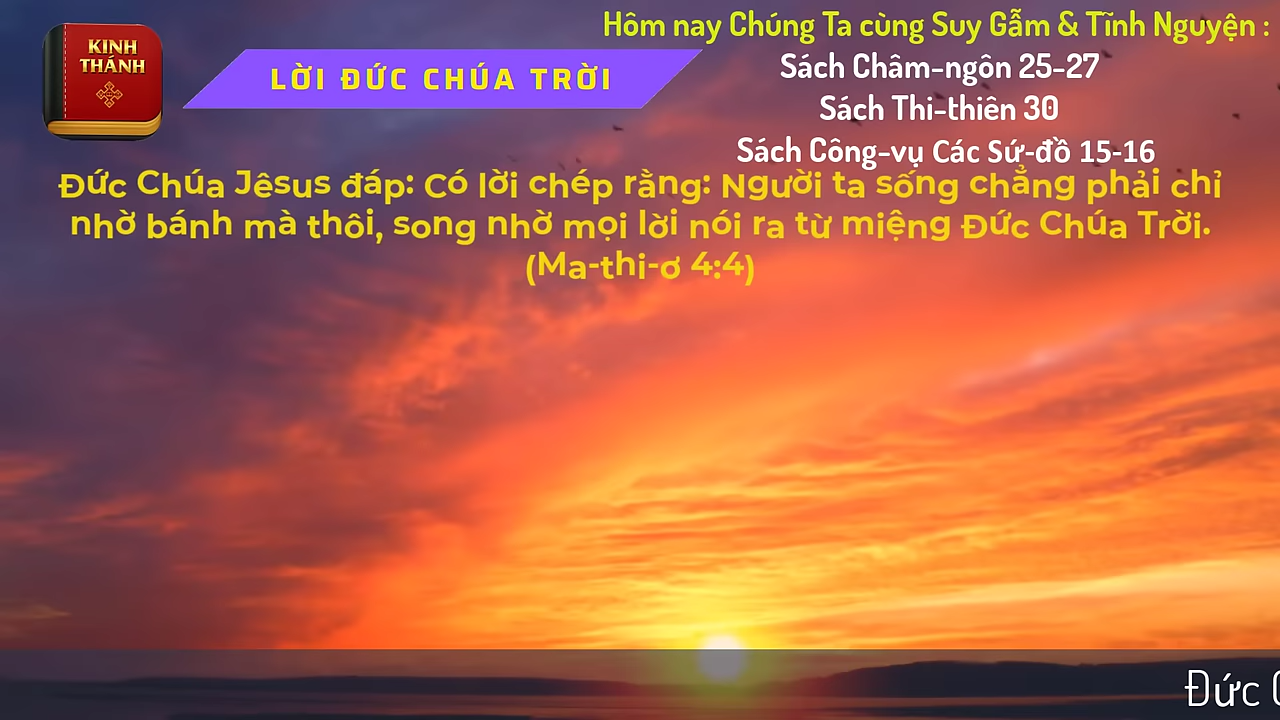 Hôm nay Chúng Ta cùng Suy Gẫm & Tĩnh Nguyện :
KINH
THÁNH
LỜI ĐỨC CHÚA TRỜI
Sách Châm-ngôn 25-27
Sách Thi-thiên 30
Sách Công-vụ Các Sứ-đồ 15-16
Đức Chúa Jêsus đáp: Có lời chép rằng: Người ta sống chẳng phải chỉ
nhờ bánh mà thôi, song nhờ mọi lời nói ra từ miệng Đức Chúa Trời.
(Ma-thi-ơ 4:4)
Đức